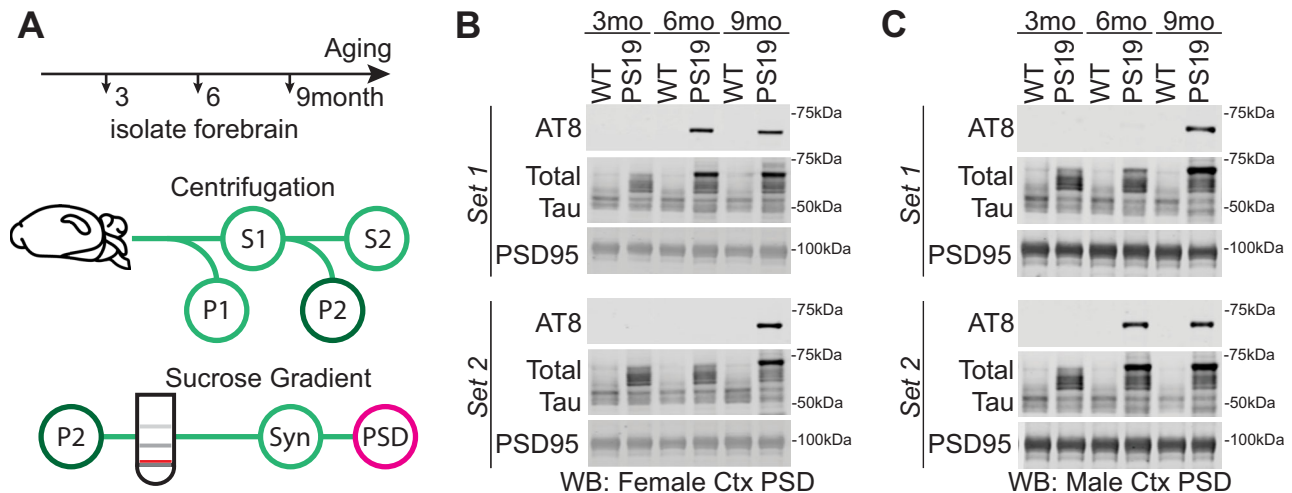 A
Aging
3
6
9month
isolate forebrain
Centrifugation
S1
S2
P1
P2
Sucrose Gradient
P2
Syn
PSD
B
3mo 6mo 9mo
WT PS19 WT PS19 WT PS19
Set 1
AT8
-75kDa
Total
Tau
-75kDa
-50kDa
PSD95
-100kDa
Set 2
AT8
-75kDa
Total
Tau
-75kDa
-50kDa
PSD95
-100kDa
WB: Female Ctx PSD
C
3mo 6mo 9mo
WT PS19 WT PS19 WT PS19
Set 1
AT8
-75kDa
Total
Tau
-75kDa
-50kDa
PSD95
-100kDa
Set 2
AT8
-75kDa
Total
Tau
-75kDa
-50kDa
PSD95
-100kDa
WB: Male Ctx PSD